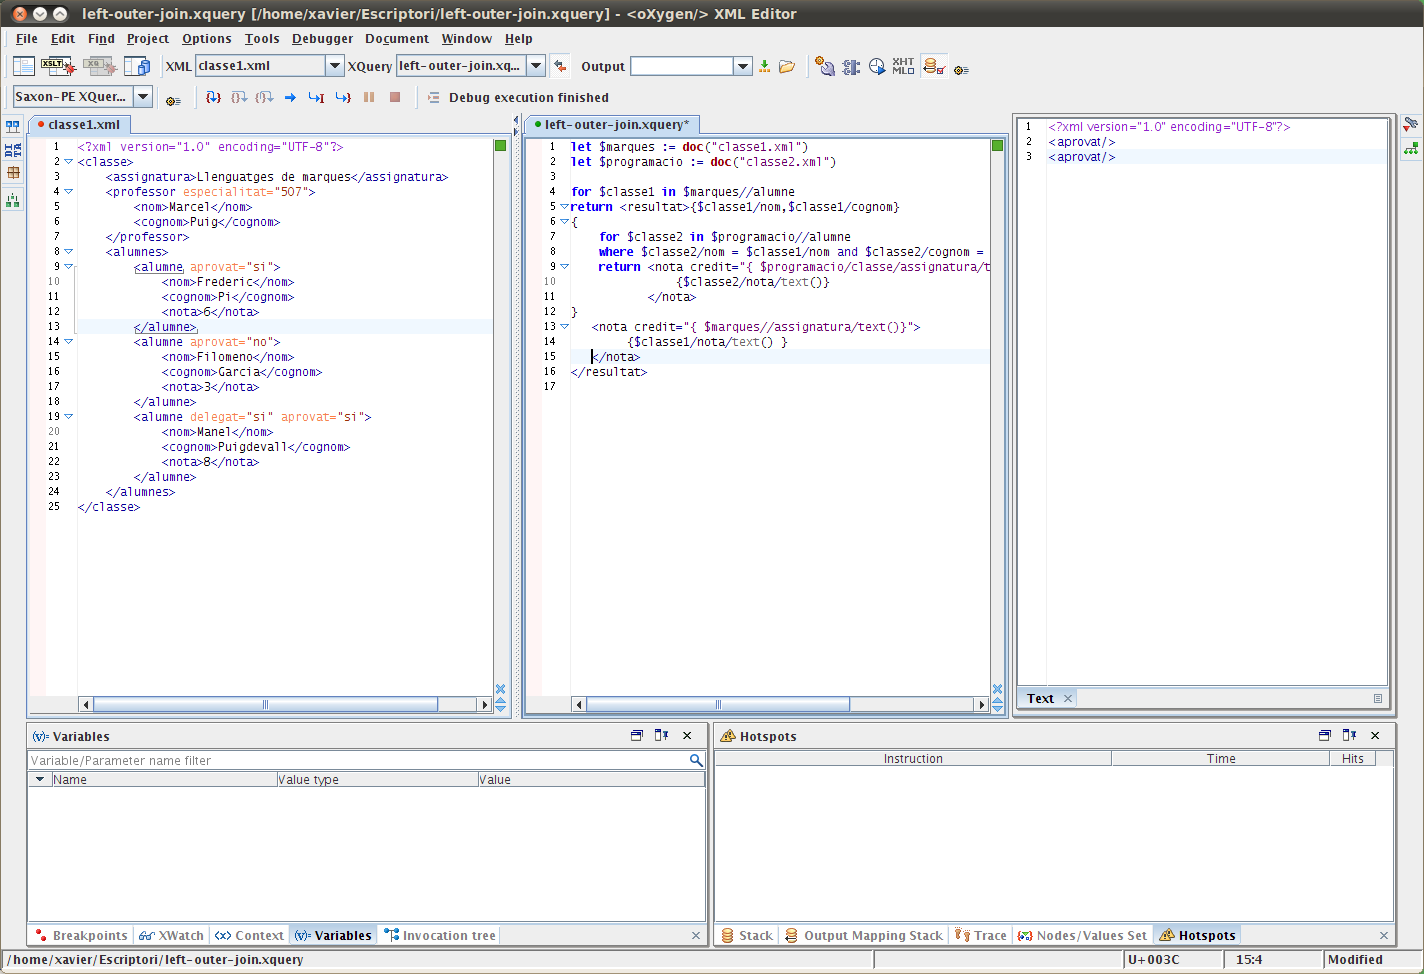 left-outer-join.xquery [/home/xavier/Escriptori/left-outer-join.xquery] - <oXygen/> XML Editor
File Edit Find Project Options Tools Debugger Document Window Help
XSLT XQ XML classe1.xml XQuery left-outer-join.xq... Output XHT MLO
Saxon-PE XQuer... Debug execution finished
classe1.xml
1 <?xml version="1.0" encoding="UTF-8"?>
2 <classe>
3 <assignatura>Llenguatges de marques</assignatura>
4 <professor especialitat="507">
5 <nom>Marcel</nom>
6 <cognom>Puig</cognom>
7 </professor>
8 <alumnes>
9 <alumne aprovat="si">
10 <nom>Frederic</nom>
11 <cognom>Pi</cognom>
12 <nota>6</nota>
13 </alumne>
14 <alumne aprovat="no">
15 <nom>Filomeno</nom>
16 <cognom>Garcia</cognom>
17 <nota>3</nota>
18 </alumne>
19 <alumne delegat="si" aprovat="si">
20 <nom>Manel</nom>
21 <cognom>Puigdevall</cognom>
22 <nota>8</nota>
23 </alumne>
24 </alumnes>
25 </classe>
left-outer-join.xquery*
1 let $marques := doc("classe1.xml")
2 let $programacio := doc("classe2.xml")
3
4 for $classe1 in $marques//alumne
5 return <resultat>{$classe1/nom,$classe1/cognom}
6 {
7 for $classe2 in $programacio//alumne
8 where $classe2/nom = $classe1/nom and $classe2/cognom =
9 return <nota credit="{ $programacio/classe/assignatura/t
10 {$classe2/nota/text()}
11 </nota>
12 }
13 <nota credit="{ $marques//assignatura/text()}">
14 {$classe1/nota/text() }
15 </nota>
16 </resultat>
17
1 <?xml version="1.0" encoding="UTF-8"?>
2 <aprovat/>
3 <aprovat/>
Text
Variables
Variable/Parameter name filter
Name Value type Value
Breakpoints XWatch Context Variables Invocation tree
Hotspots
Instruction Time Hits
Stack Output Mapping Stack Trace Nodes/Values Set Hotspots
/home/xavier/Escriptori/left-outer-join.xquery U+003C 15:4 Modified